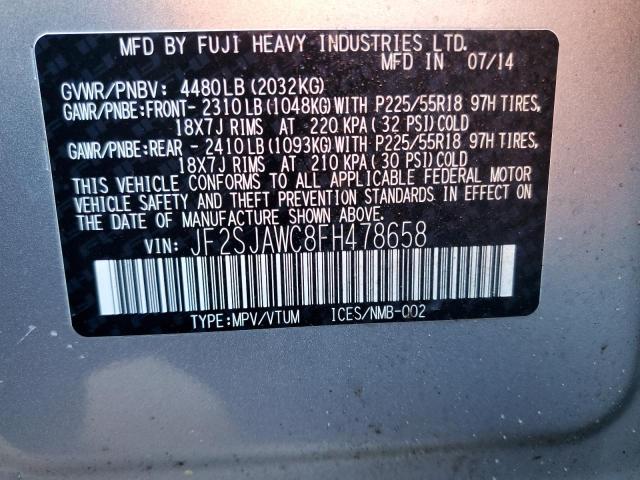 MFD BY FUJI HEAVY INDUSTRIES LTD.
MFD IN 07/14
GVWR/PNBV: 4480LB (2032KG)
GAWR/PNBE:FRONT-2310LB(1048KG)WITH P225/55R18 97H TIRES,
18X7J RIMS AT 220 KPA (32 PSI) COLD
GAWR/PNBE:REAR -2410LB(1093KG)WITH P225/55R18 97H TIRES,
18X7J RIMS AT 210 KPA (30 PSI) COLD
THIS VEHICLE CONFORMS TO ALL APPLICABLE FEDERAL MOTOR
VEHICLE SAFETY AND THEFT PREVENTION STANDARDS IN EFFECT ON
THE DATE OF MANUFACTURE SHOWN ABOVE.
VIN: JF2SJAWC8FH478658
TYPE:MPV/VTUM ICES/NMB-002